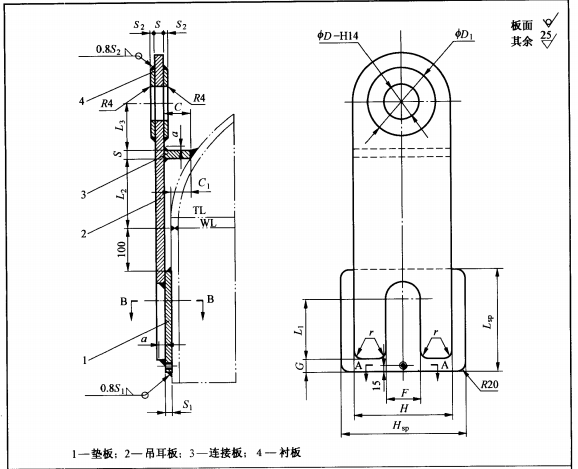 S₂ S S₂
0.8S₂
4
R4
R4
C
L₃
a
S
3
L₂
C₁
2
TL
WL
100
B B
1
a
0.8S₁
S₁
ϕD-H14
ϕD₁
板面
其余 25
L₁
r
r
Lsp
G
A A
15
F
R20
H
Hsp
1—垫板; 2—吊耳板; 3—连接板; 4—衬板